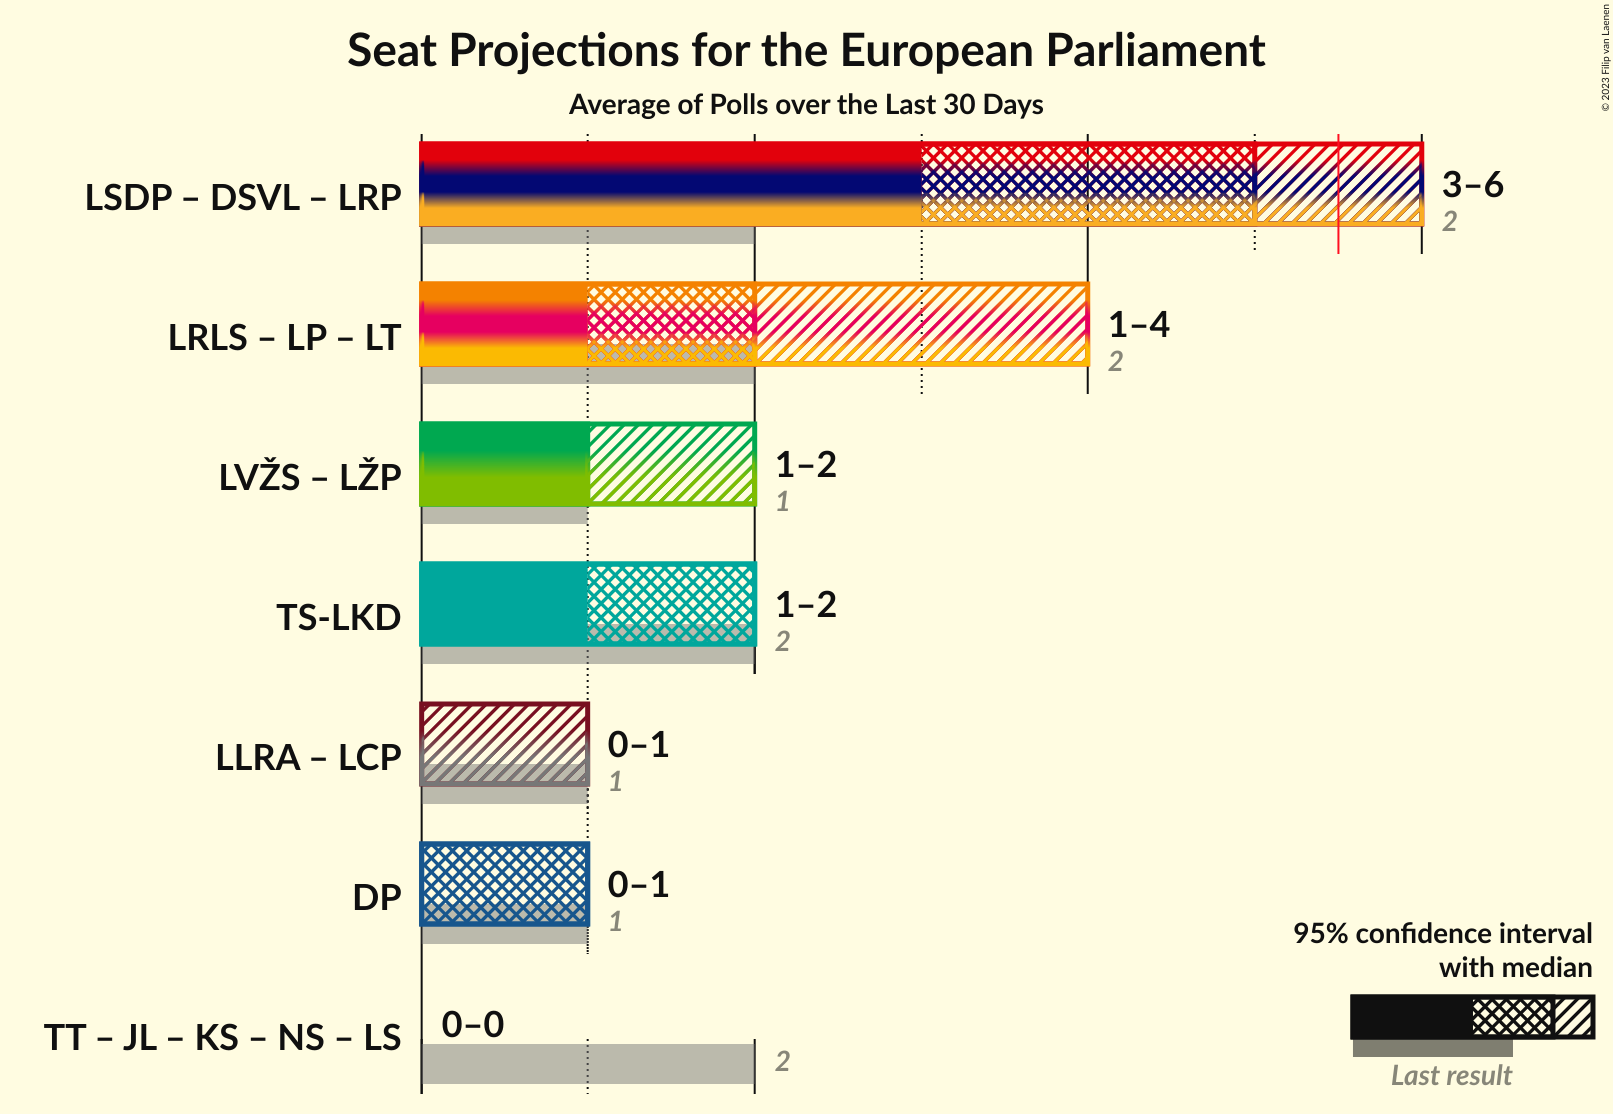 Seat Projections for the European Parliament
Average of Polls over the Last 30 Days
© 2023 Filip van Laenen
LSDP – DSVL – LRP
3–6
2
LRLS – LP – LT
1–4
2
LVŽS – LŽP
1–2
1
TS-LKD
1–2
2
LLRA – LCP
0–1
1
DP
0–1
1
TT – JL – KS – NS – LS
0–0
2
95% confidence interval
with median
Last result